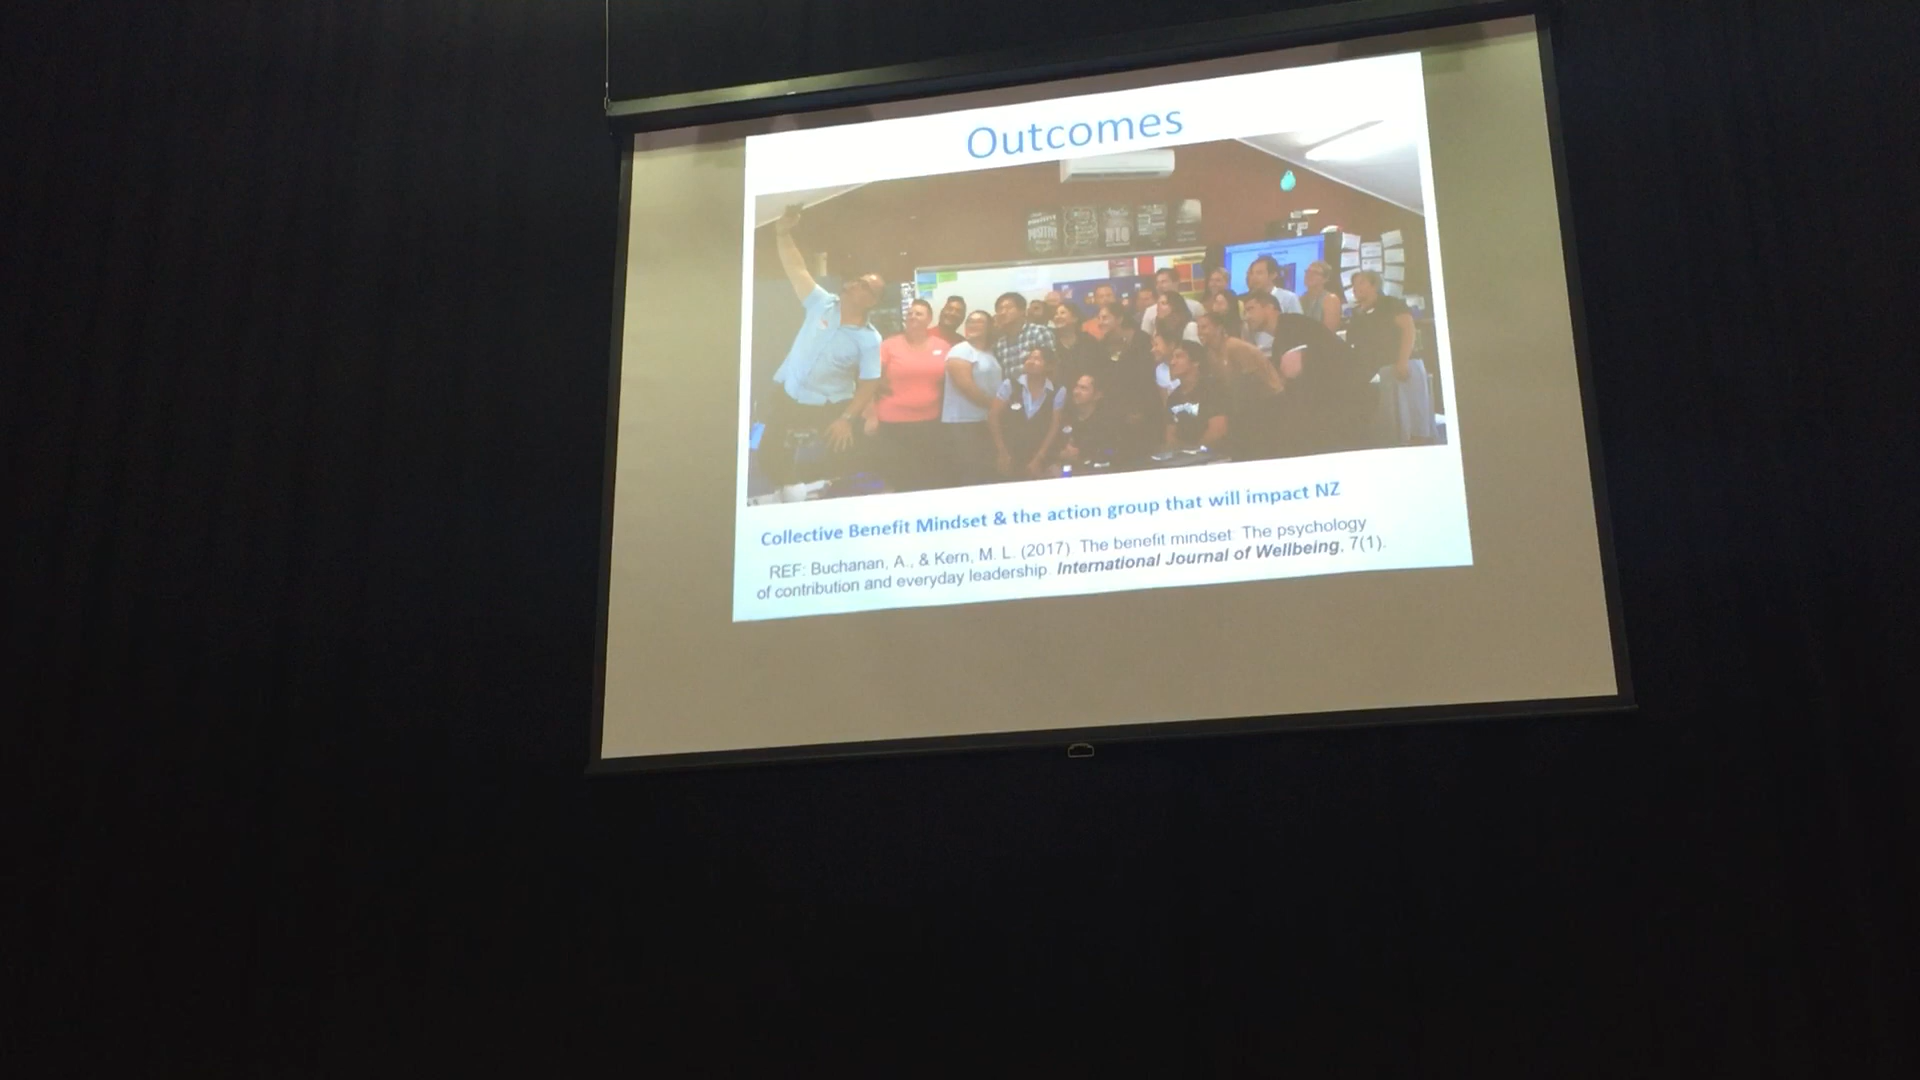 Outcomes
POSITIVE
Collective Benefit Mindset & the action group that will impact NZ
REF: Buchanan, A., & Kern, M. L. (2017). The benefit mindset: The psychology
of contribution and everyday leadership. International Journal of Wellbeing, 7(1).